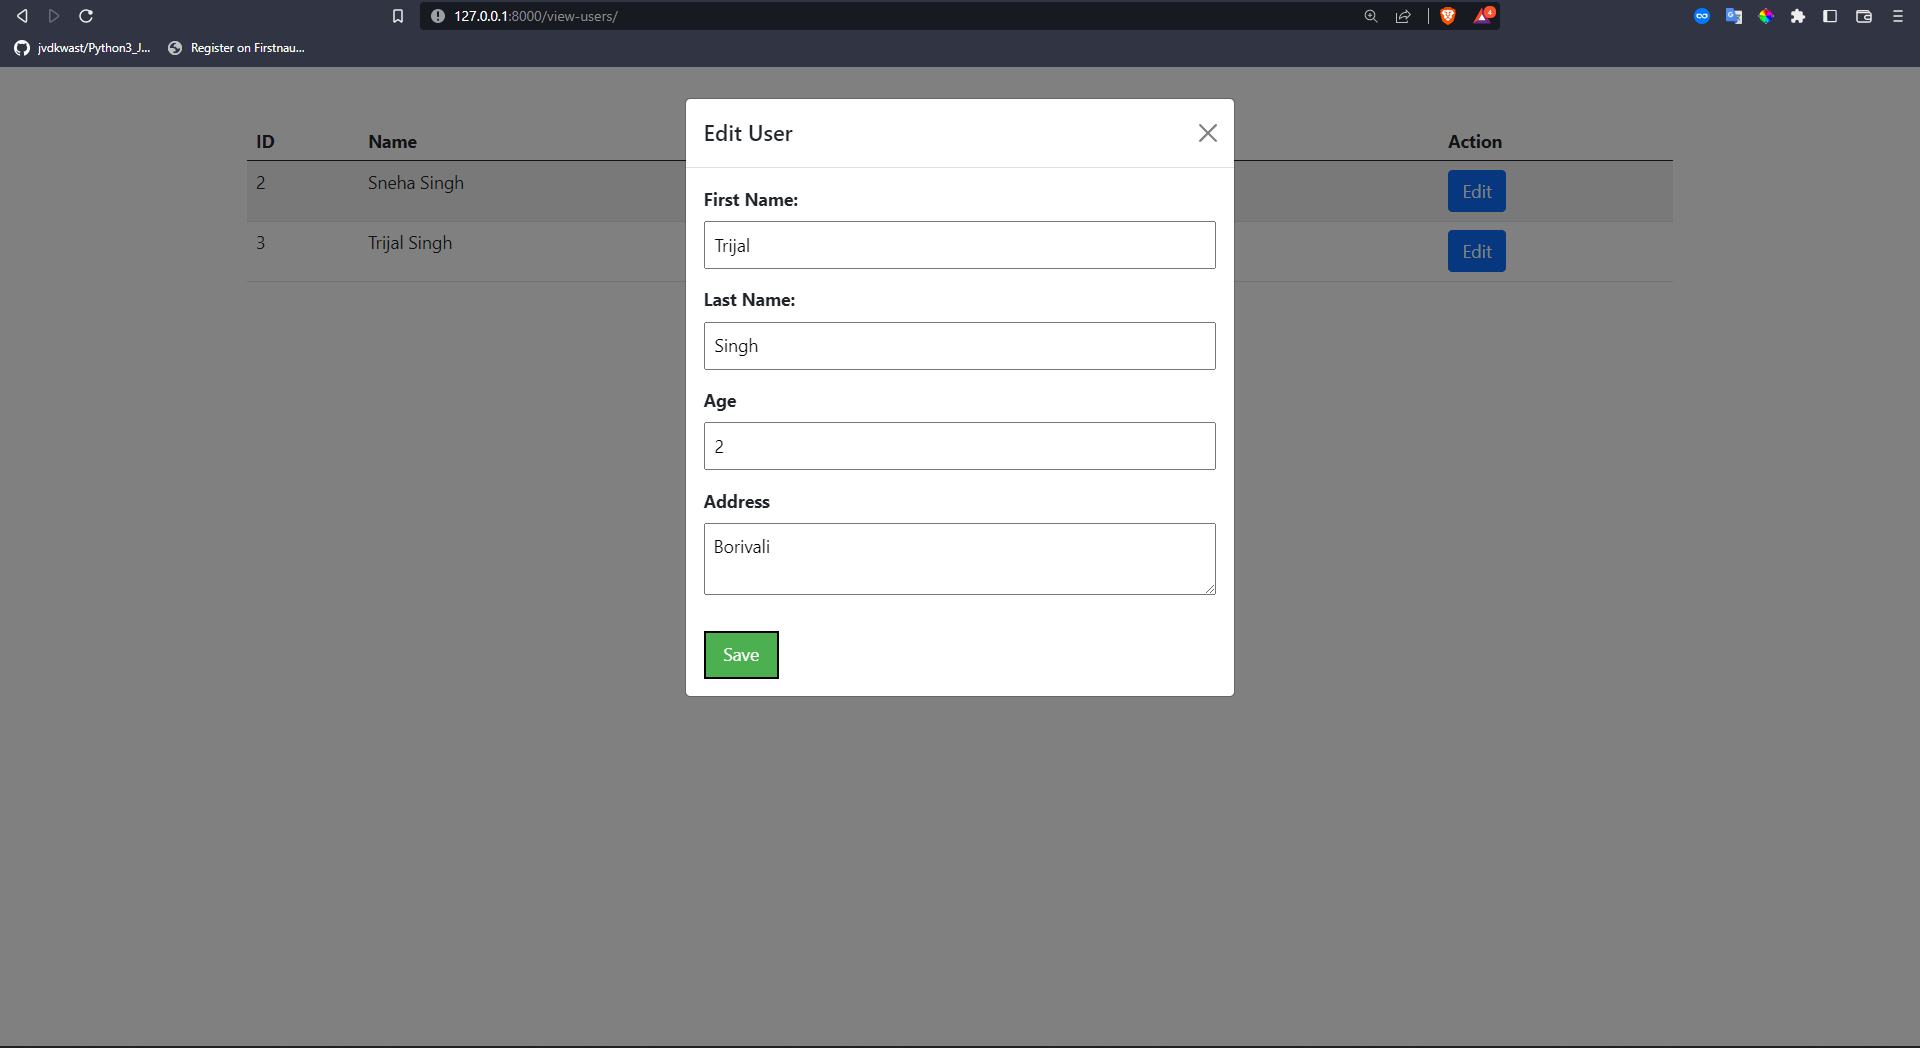 127.0.0.1:8000/view-users/
4
jvdkwast/Python3_J... Register on Firstnau...
ID Name Action
2 Sneha Singh Edit
3 Trijal Singh Edit
Edit User
First Name:
Trijal
Last Name:
Singh
Age
2
Address
Borivali
Save